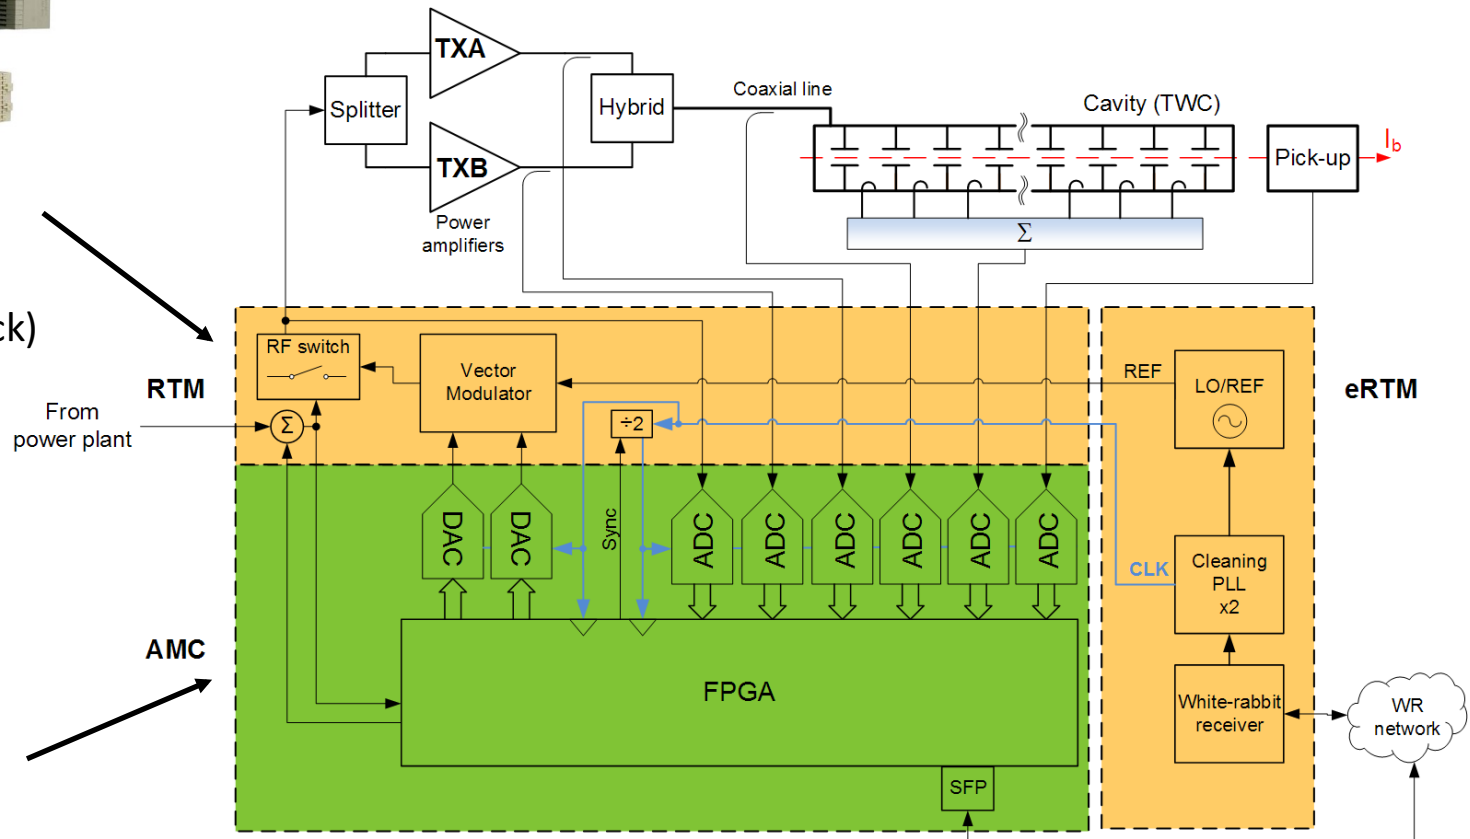 TXA
Splitter
Hybrid
TXB
Power
amplifiers
Coaxial line
Cavity (TWC)
Pick-up
I_b
Σ
ck)
RTM
From
power plant
RF switch
Σ
Vector
Modulator
÷2
REF
LO/REF
eRTM
DAC
DAC
Sync
ADC
ADC
ADC
ADC
ADC
ADC
CLK
Cleaning
PLL
x2
AMC
FPGA
SFP
White-rabbit
receiver
WR
network